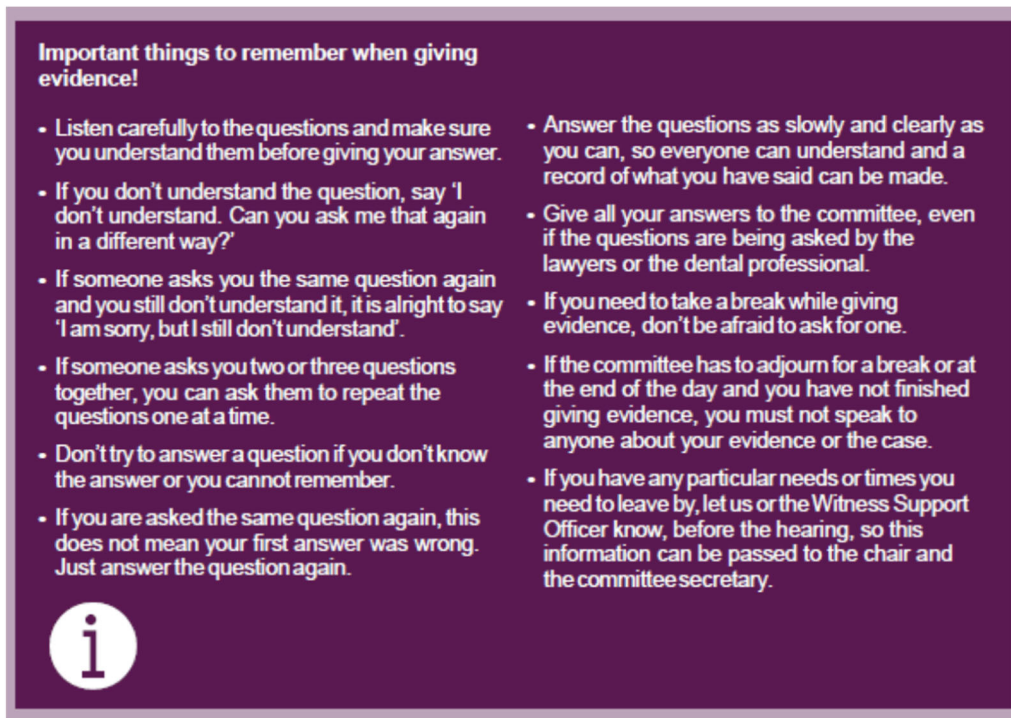 Important things to remember when giving
evidence!
• Listen carefully to the questions and make sure
you understand them before giving your answer.
• If you don't understand the question, say 'I
don't understand. Can you ask me that again
in a different way?'
• If someone asks you the same question again
and you still don't understand it, it is alright to say
'I am sorry, but I still don't understand'.
• If someone asks you two or three questions
together, you can ask them to repeat the
questions one at a time.
• Don't try to answer a question if you don't know
the answer or you cannot remember.
• If you are asked the same question again, this
does not mean your first answer was wrong.
Just answer the question again.
• Answer the questions as slowly and clearly as
you can, so everyone can understand and a
record of what you have said can be made.
• Give all your answers to the committee, even
if the questions are being asked by the
lawyers or the dental professional.
• If you need to take a break while giving
evidence, don't be afraid to ask for one.
• If the committee has to adjourn for a break or at
the end of the day and you have not finished
giving evidence, you must not speak to
anyone about your evidence or the case.
• If you have any particular needs or times you
need to leave by, let us or the Witness Support
Officer know, before the hearing, so this
information can be passed to the chair and
the committee secretary.
i